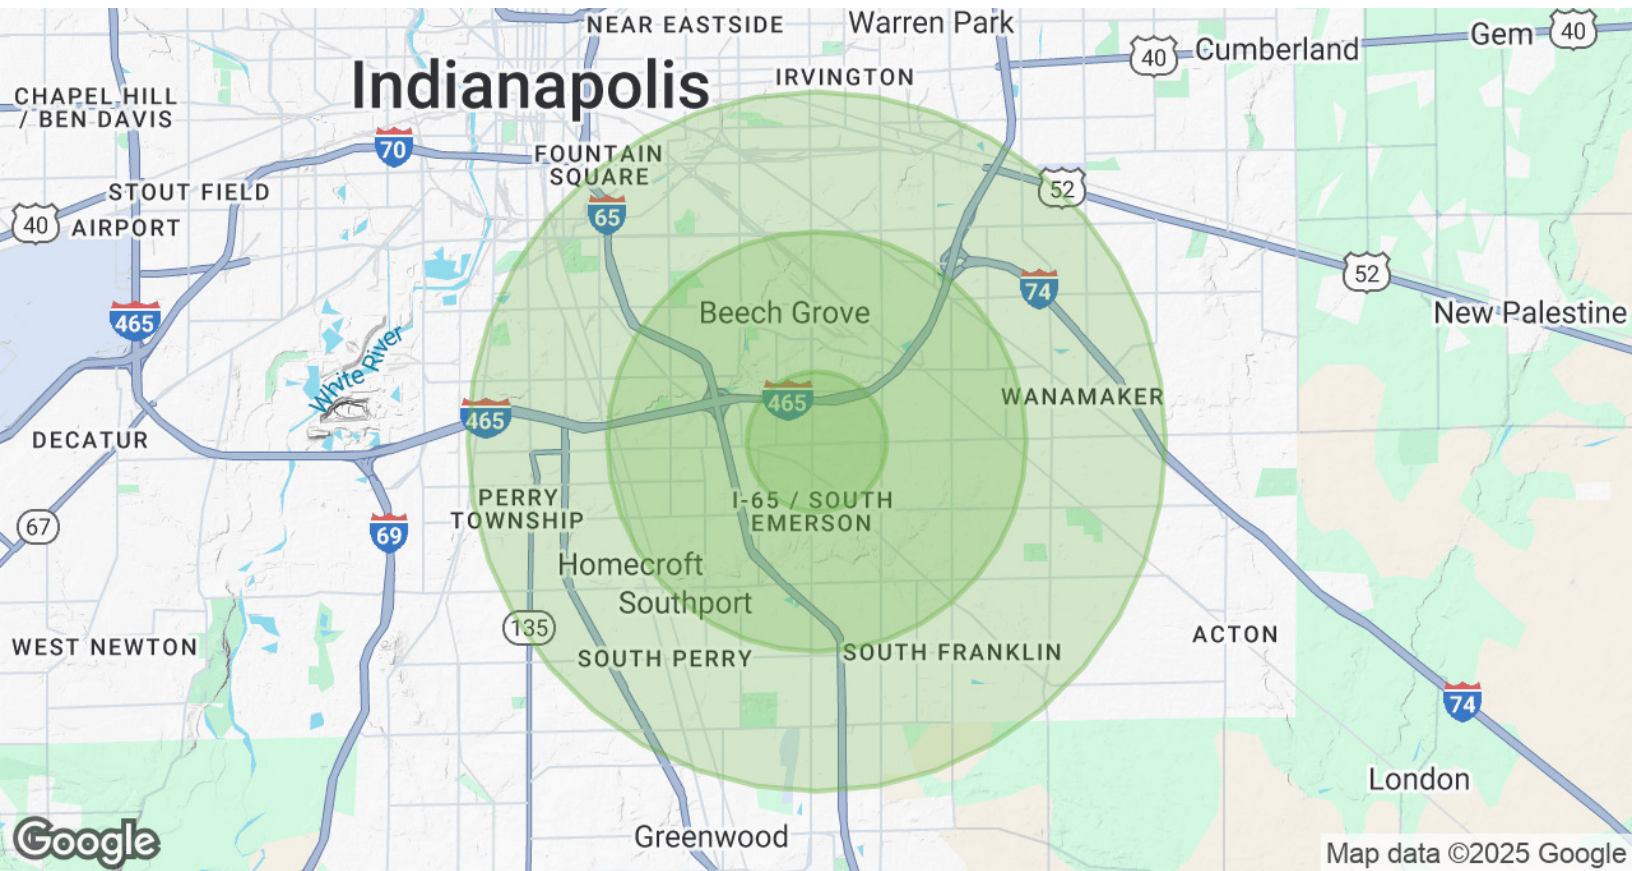 NEAR EASTSIDE
Warren Park
Gem
40
40
Cumberland
Indianapolis
IRVINGTON
CHAPEL HILL
/ BEN DAVIS
70
FOUNTAIN
SQUARE
STOUT FIELD
52
40
AIRPORT
65
52
74
465
Beech Grove
New Palestine
White River
465
WANAMAKER
465
DECATUR
PERRY
TOWNSHIP
I-65 / SOUTH
EMERSON
67
69
Homecroft
Southport
135
ACTON
WEST NEWTON
SOUTH PERRY
SOUTH FRANKLIN
74
London
Greenwood
Google
Map data ©2025 Google